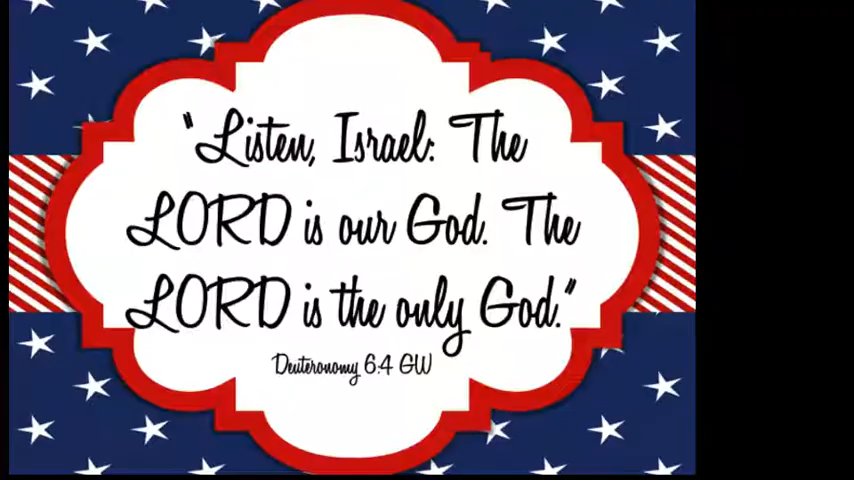 "Listen, Israel: The
LORD is our God. The
LORD is the only God."
Deuteronomy 6:4 GW